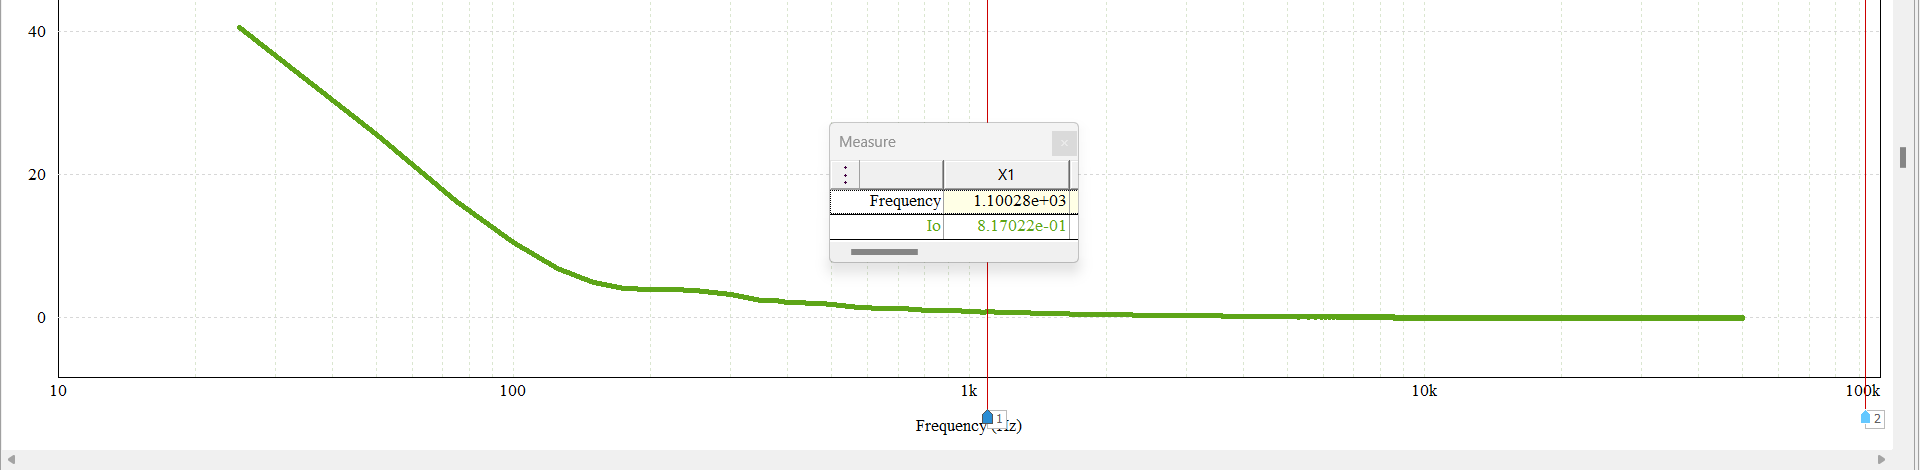 40
20
0
Measure
X1
Frequency 1.10028e+03
Io 8.17022e-01
10 100 1k 10k 100k
1 2
Frequency (Hz)